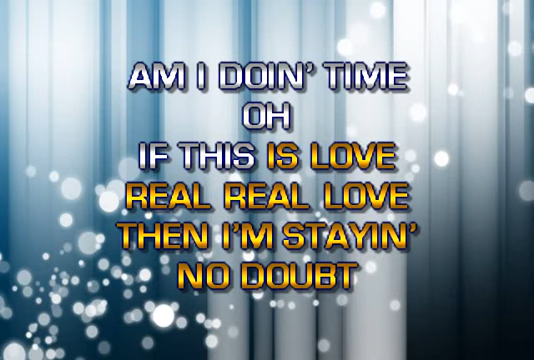 AM I DOIN' TIME
OH
IF THIS IS LOVE
REAL REAL LOVE
THEN I'M STAYIN'
NO DOUBT